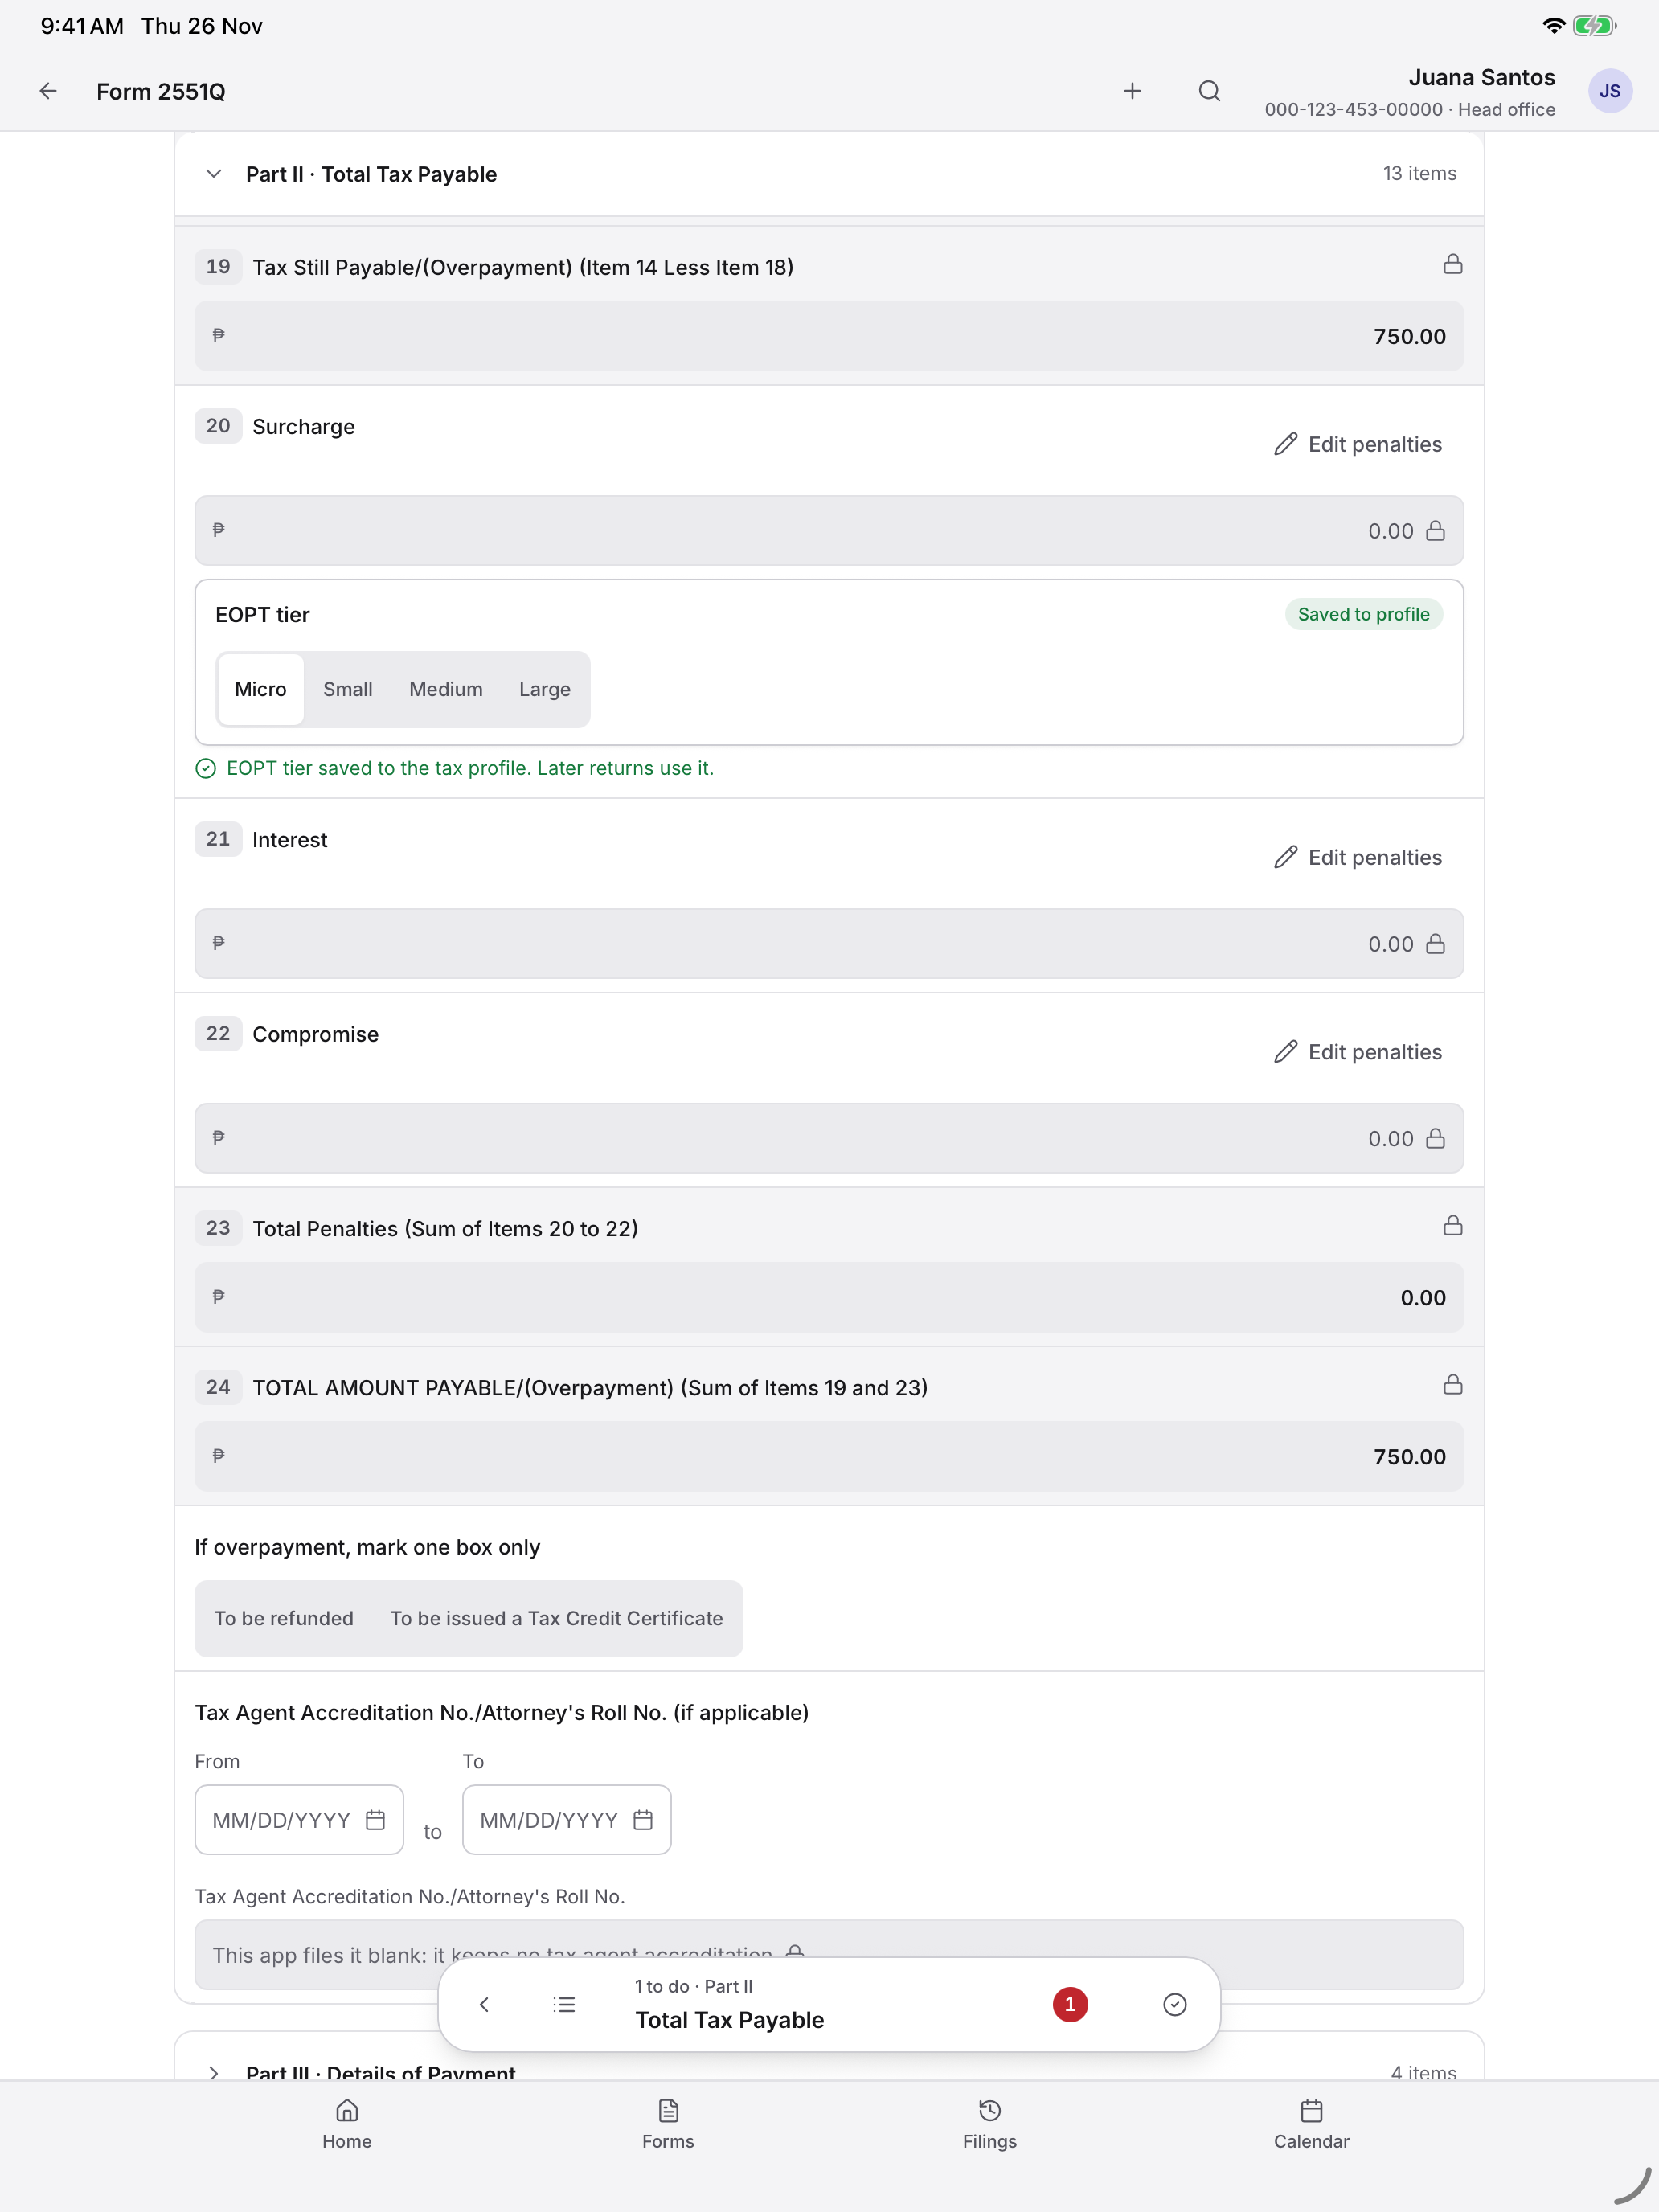 9:41 AM Thu 26 Nov
Form 2551Q
Juana Santos
000-123-453-00000 · Head office
JS
Part II · Total Tax Payable
13 items
19 Tax Still Payable/(Overpayment) (Item 14 Less Item 18)
₱ 750.00
20 Surcharge
Edit penalties
₱ 0.00
EOPT tier
Saved to profile
Micro Small Medium Large
EOPT tier saved to the tax profile. Later returns use it.
21 Interest
Edit penalties
₱ 0.00
22 Compromise
Edit penalties
₱ 0.00
23 Total Penalties (Sum of Items 20 to 22)
₱ 0.00
24 TOTAL AMOUNT PAYABLE/(Overpayment) (Sum of Items 19 and 23)
₱ 750.00
If overpayment, mark one box only
To be refunded To be issued a Tax Credit Certificate
Tax Agent Accreditation No./Attorney's Roll No. (if applicable)
From To
MM/DD/YYYY to MM/DD/YYYY
Tax Agent Accreditation No./Attorney's Roll No.
This app files it blank: it keeps no tax agent accreditation
1 to do · Part II
Total Tax Payable
1
Part III · Details of Payment
4 items
Home Forms Filings Calendar